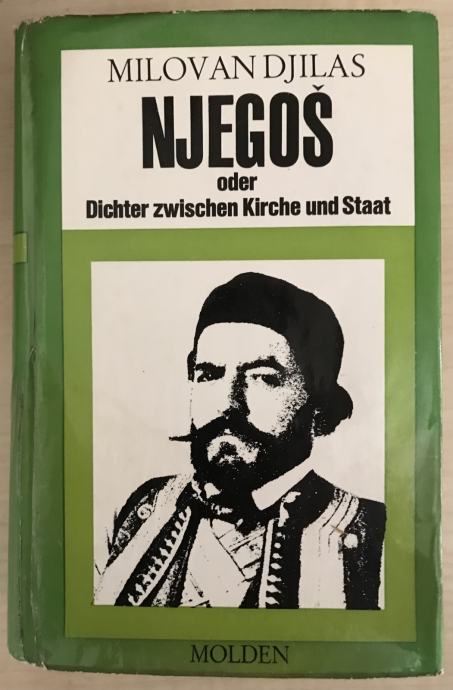 MILOVAN DJILAS
NJEGOŠ
oder
Dichter zwischen Kirche und Staat
MOLDEN